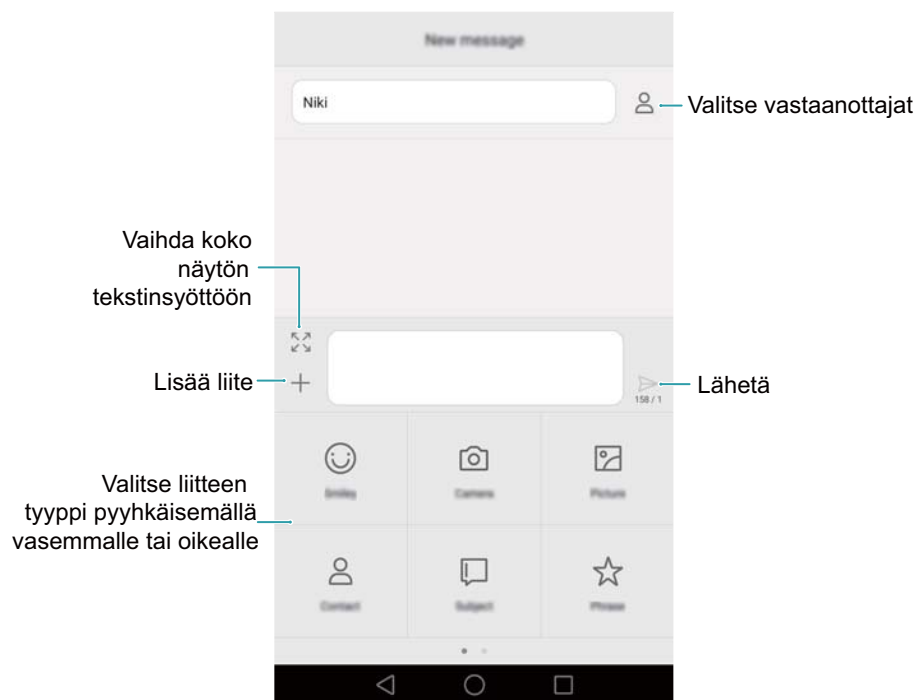 New message
Niki
Valitse vastaanottajat
Vaihda koko
näytön
tekstinsyöttöön
Lisää liite
Lähetä
158 / 1
Valitse liitteen
tyyppi pyyhkäisemällä
vasemmalle tai oikealle
Smiley
Camera
Picture
Contact
Subject
Phrase